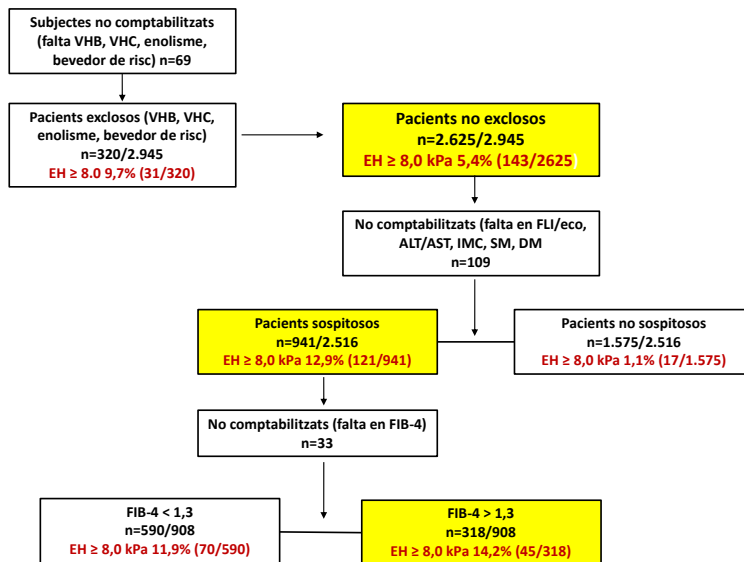 Subjectes no comptabilitzats
(falta VHB, VHC, enolisme,
bevedor de risc) n=69
Pacients exclosos (VHB, VHC,
enolisme, bevedor de risc)
n=320/2.945
EH ≥ 8.0 9,7% (31/320)
Pacients no exclosos
n=2.625/2.945
EH ≥ 8,0 kPa 5,4% (143/2625)
No comptabilitzats (falta en FLI/eco,
ALT/AST, IMC, SM, DM
n=109
Pacients sospitosos
n=941/2.516
EH ≥ 8,0 kPa 12,9% (121/941)
Pacients no sospitosos
n=1.575/2.516
EH ≥ 8,0 kPa 1,1% (17/1.575)
No comptabilitzats (falta en FIB-4)
n=33
FIB-4 < 1,3
n=590/908
EH ≥ 8,0 kPa 11,9% (70/590)
FIB-4 > 1,3
n=318/908
EH ≥ 8,0 kPa 14,2% (45/318)